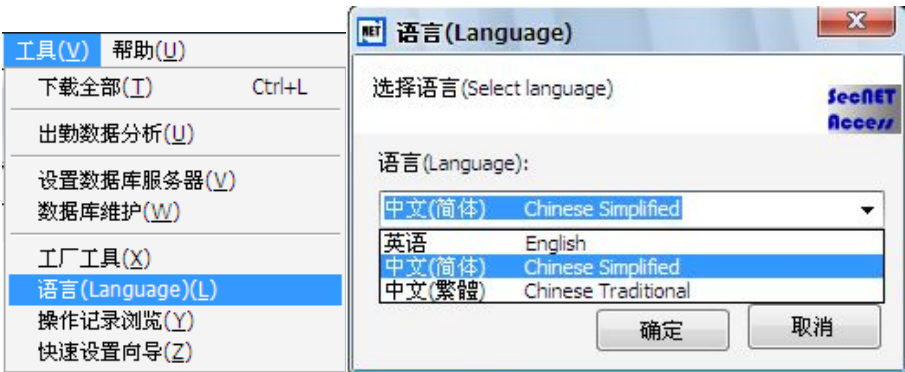 工具(V) 帮助(U)
下载全部(T) Ctrl+L
出勤数据分析(U)
设置数据库服务器(V)
数据库维护(W)
工厂工具(X)
语言(Language)(L)
操作记录浏览(Y)
快速设置向导(Z)
NET 语言(Language)
选择语言(Select language)
SecNET
Access
语言(Language):
中文(简体) Chinese Simplified
英语 English
中文(简体) Chinese Simplified
中文(繁體) Chinese Traditional
确定 取消